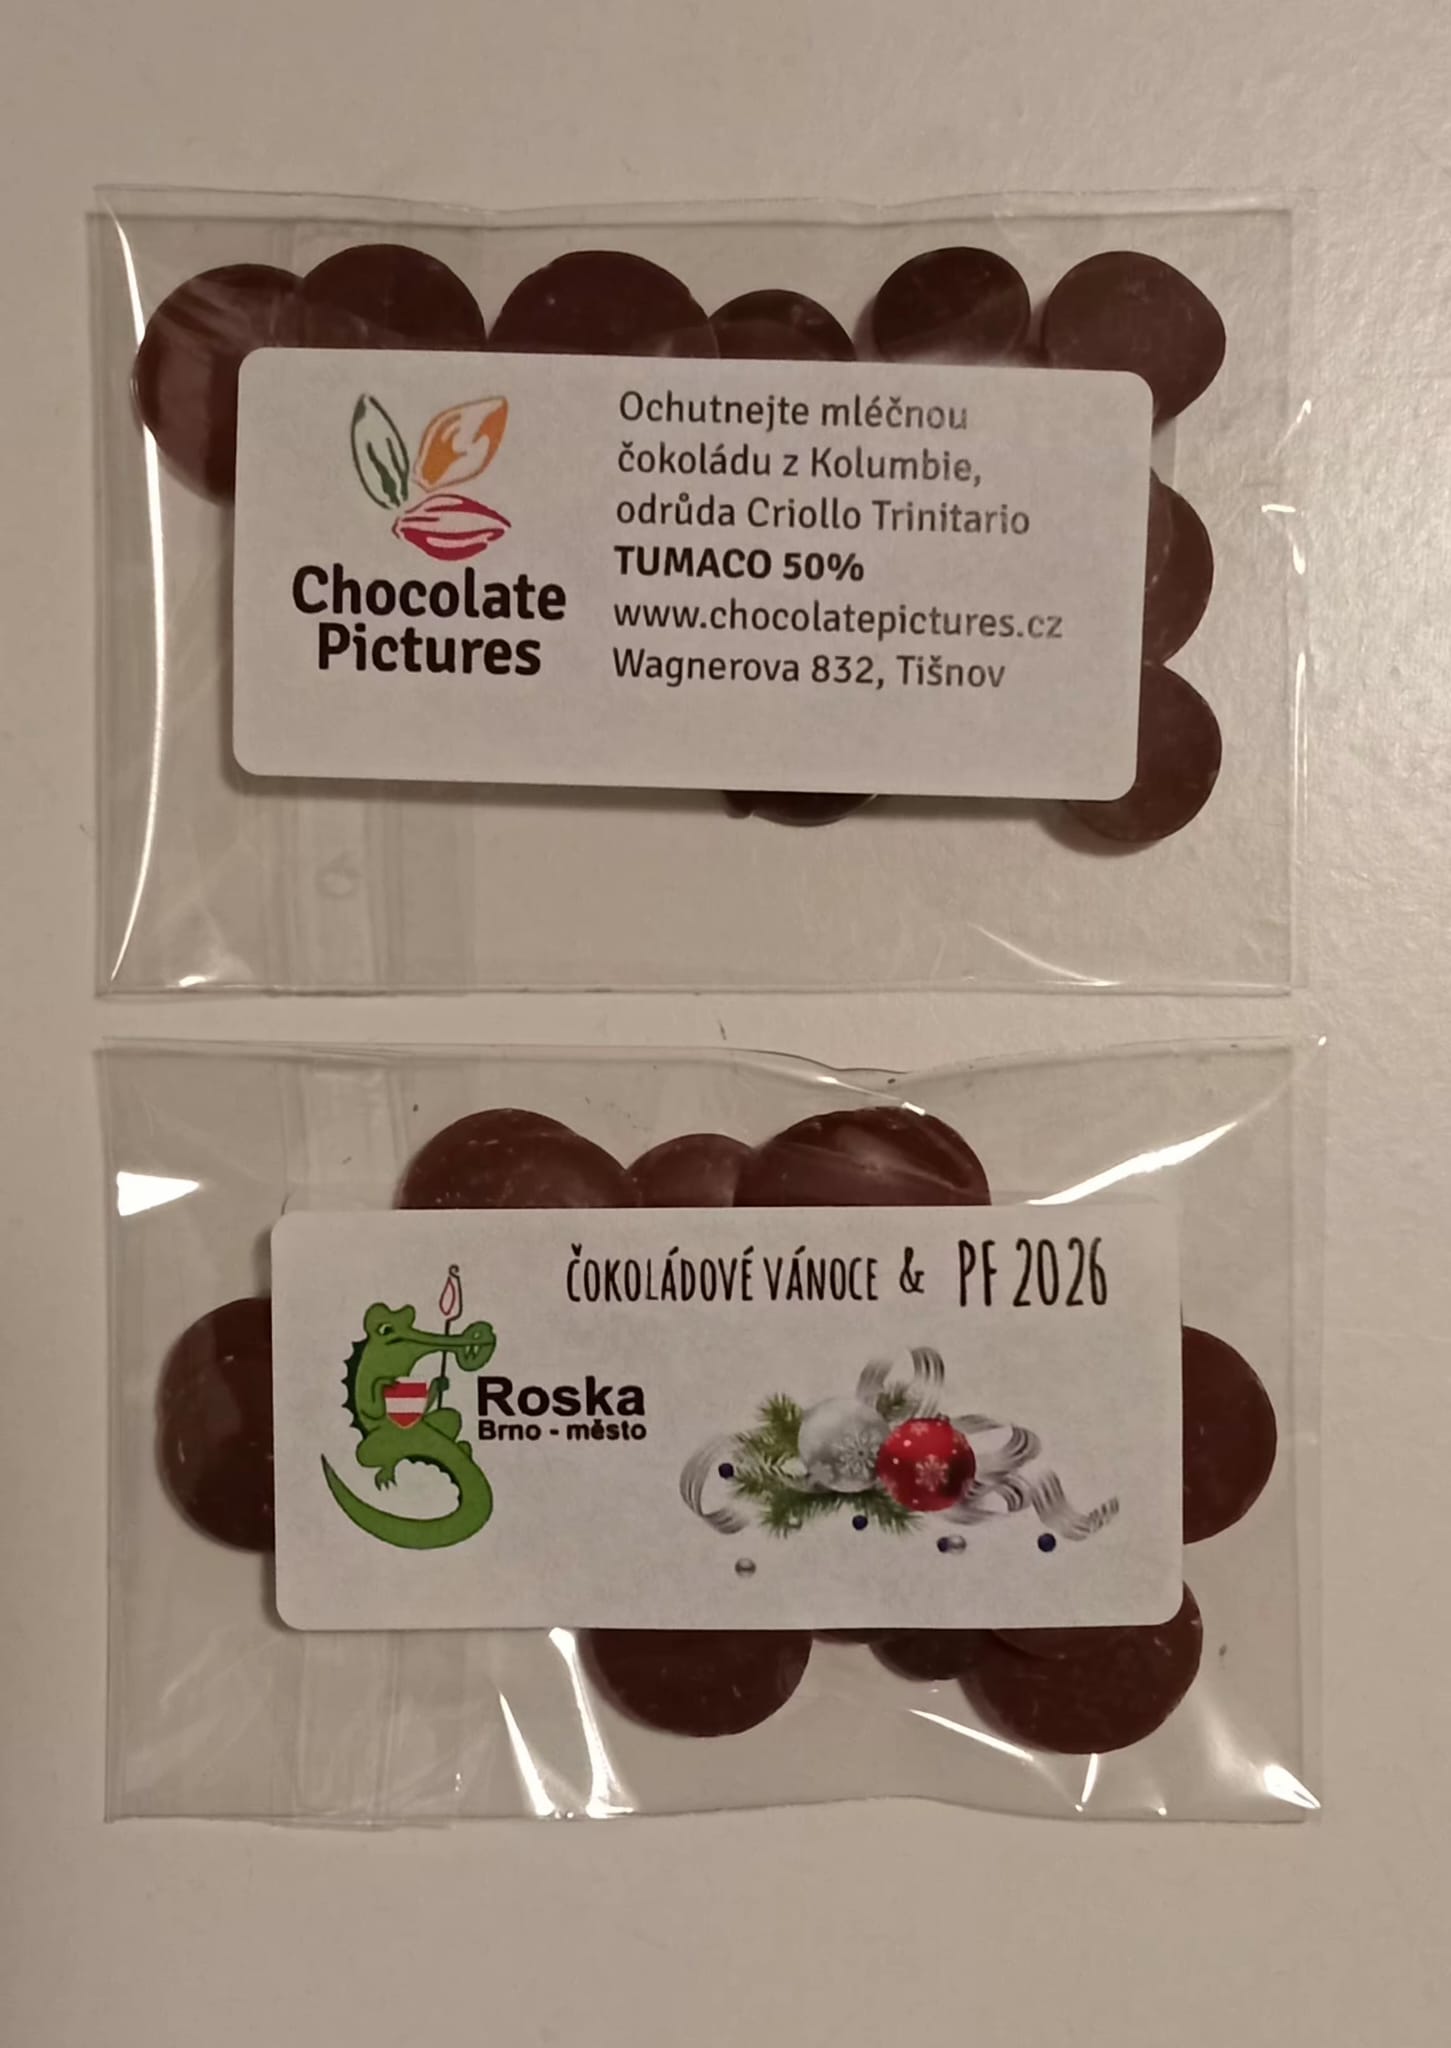 Chocolate
Pictures
Ochutnejte mléčnou
čokoládu z Kolumbie,
odrůda Criollo Trinitario
TUMACO 50%
www.chocolatepictures.cz
Wagnerova 832, Tišnov
ČOKOLÁDOVÉ VÁNOCE & PF 2026
Roska
Brno - město